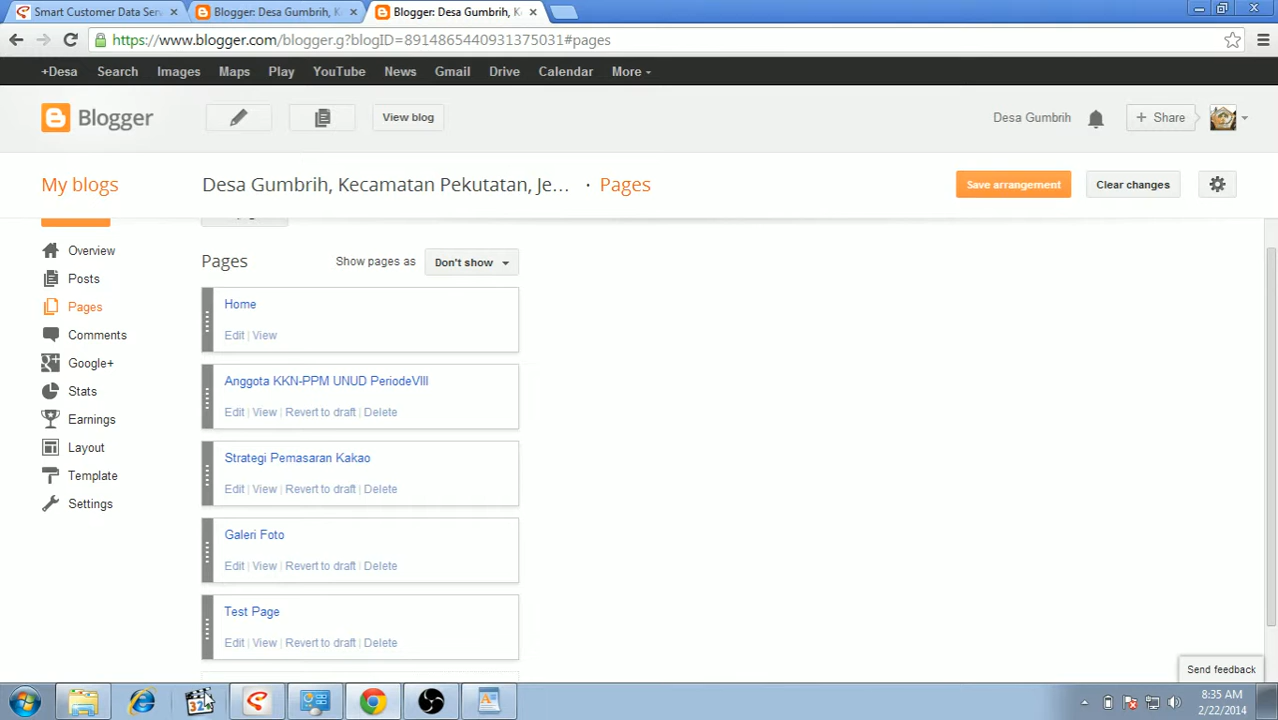 Smart Customer Data Ser
Blogger: Desa Gumbrih, K
Blogger: Desa Gumbrih, K
https://www.blogger.com/blogger.g?blogID=8914865440931375031#pages
+Desa Search Images Maps Play YouTube News Gmail Drive Calendar More
Blogger View blog Desa Gumbrih + Share
My blogs Desa Gumbrih, Kecamatan Pekutatan, Je... · Pages Save arrangement Clear changes
Overview
Posts
Pages
Comments
Google+
Stats
Earnings
Layout
Template
Settings
Pages Show pages as Don't show
Home
Edit | View
Anggota KKN-PPM UNUD PeriodeVIII
Edit | View | Revert to draft | Delete
Strategi Pemasaran Kakao
Edit | View | Revert to draft | Delete
Galeri Foto
Edit | View | Revert to draft | Delete
Test Page
Edit | View | Revert to draft | Delete
Send feedback
321
8:35 AM
2/22/2014